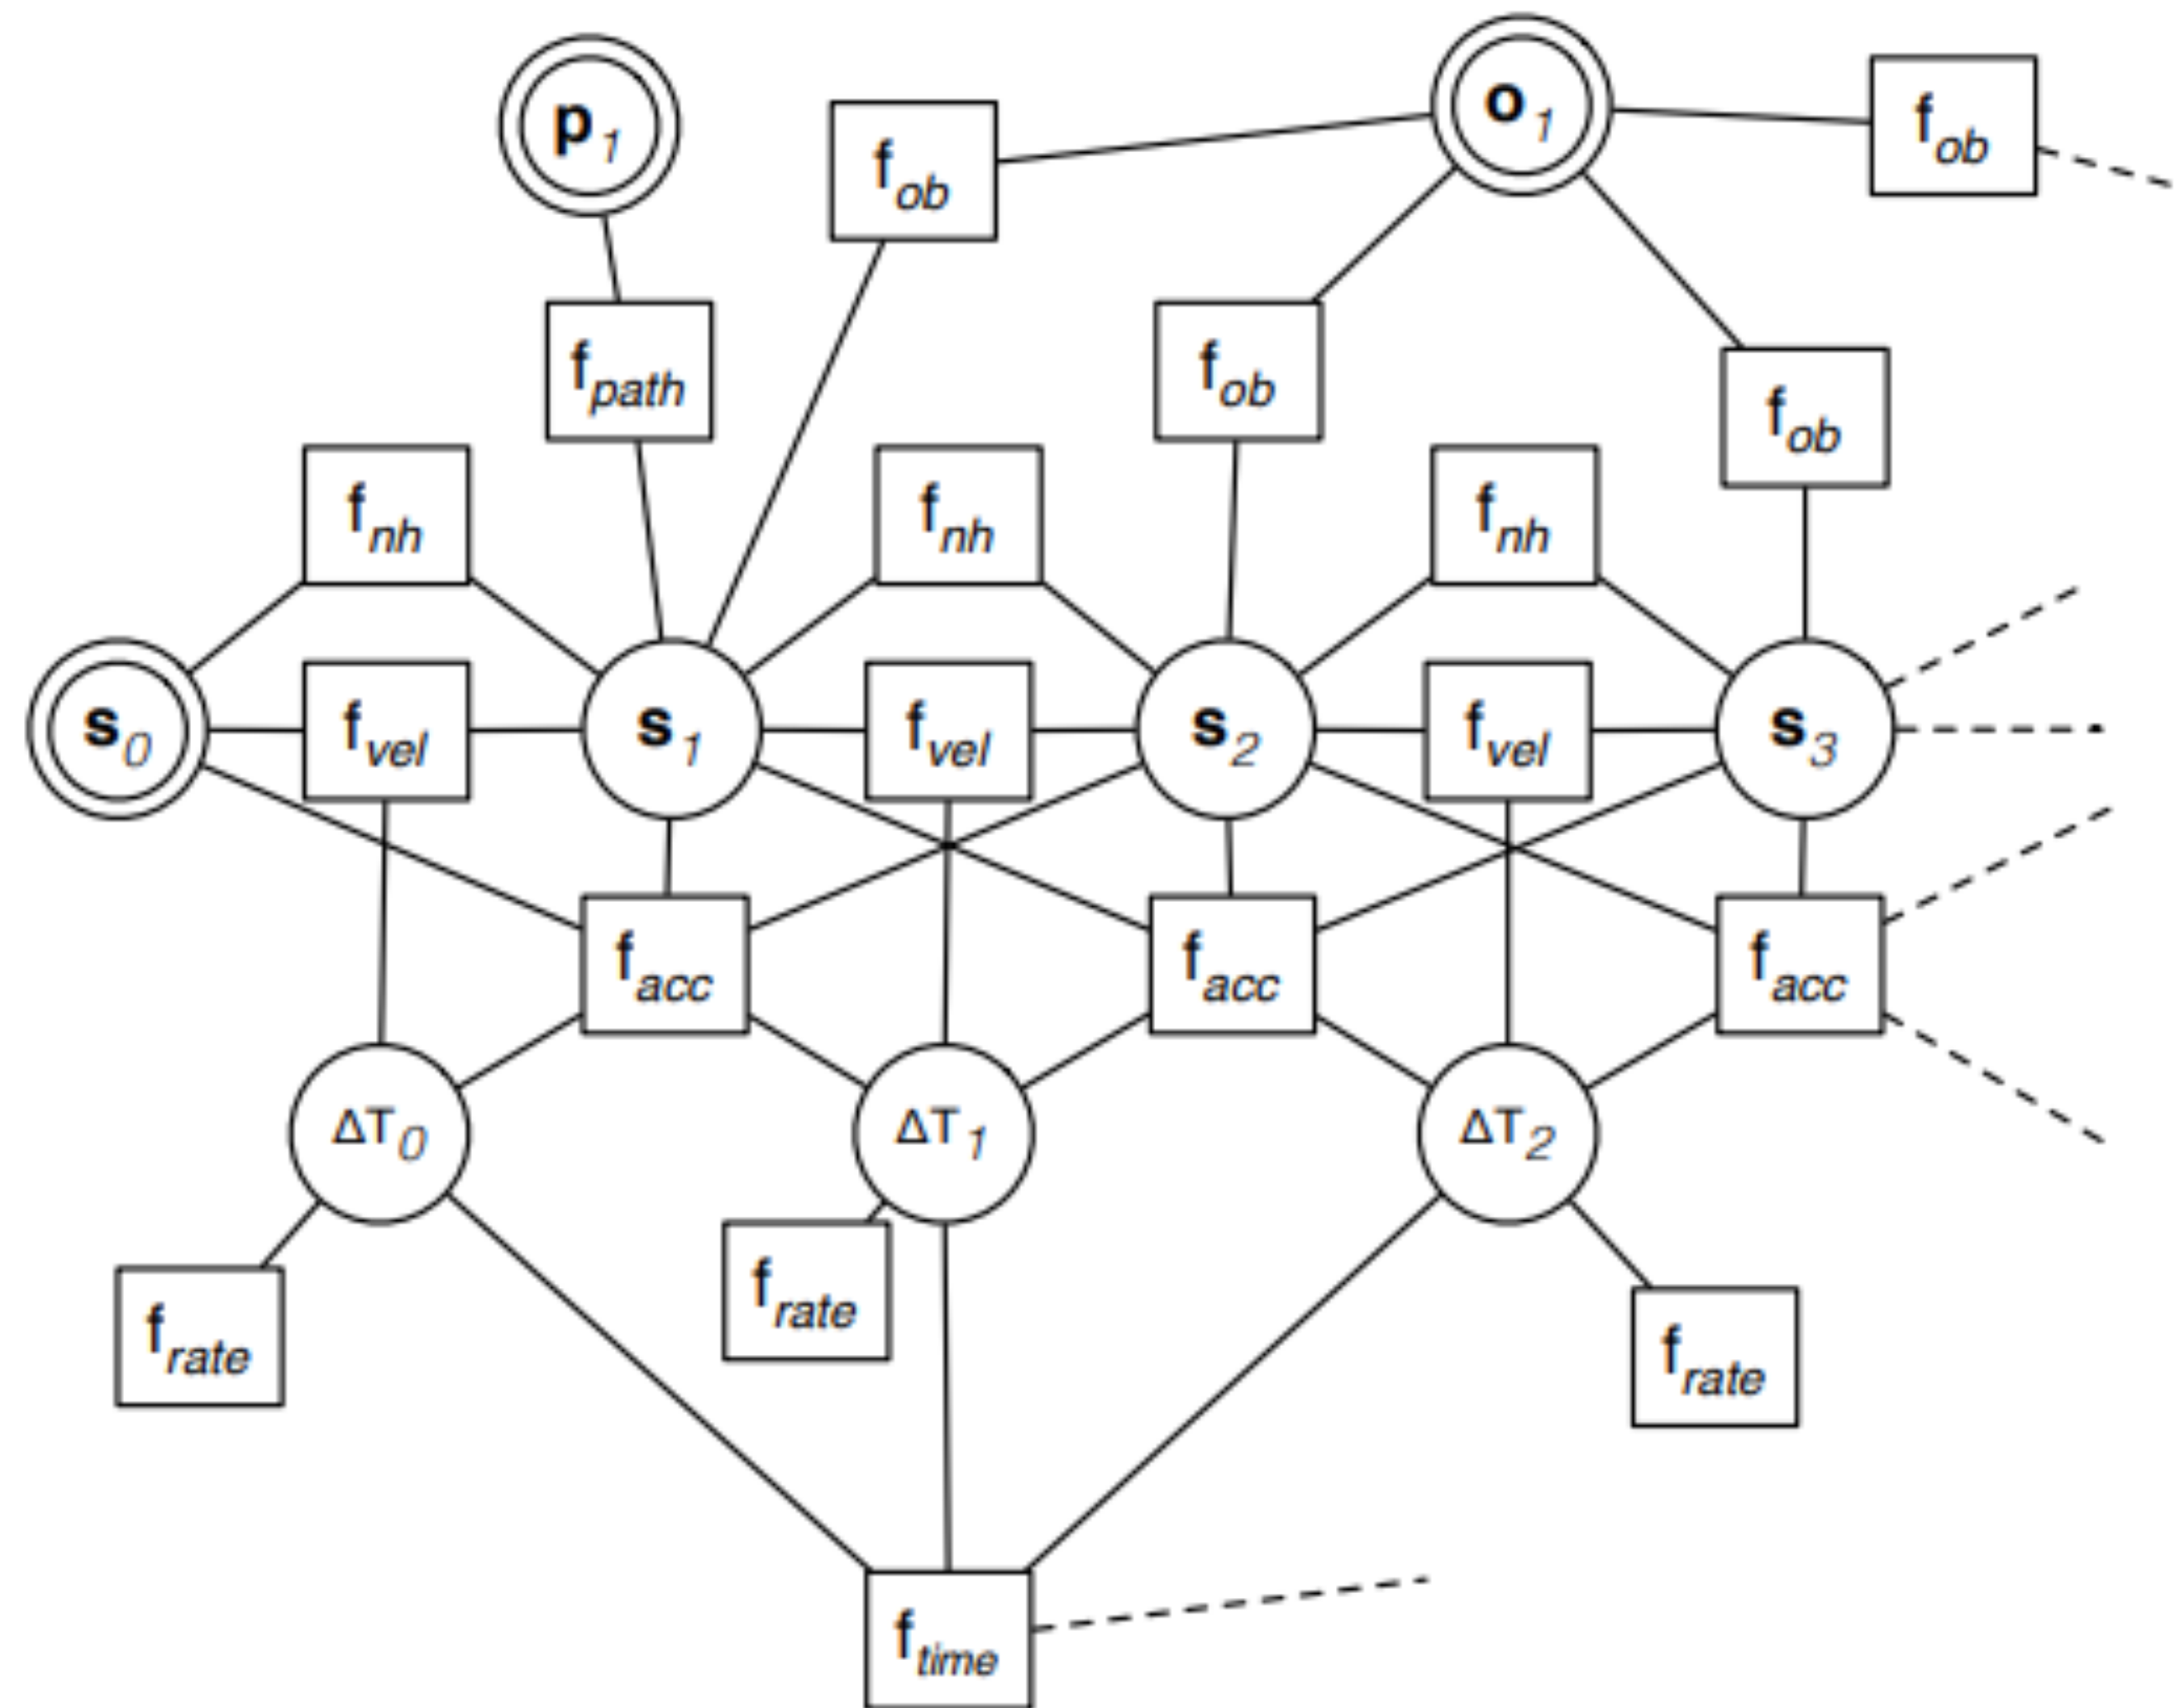 p1
o1
fob
fob
fpath
fob
fob
fnh
fnh
fnh
s0
fvel
s1
fvel
s2
fvel
s3
facc
facc
facc
ΔT0
ΔT1
ΔT2
frate
frate
frate
ftime